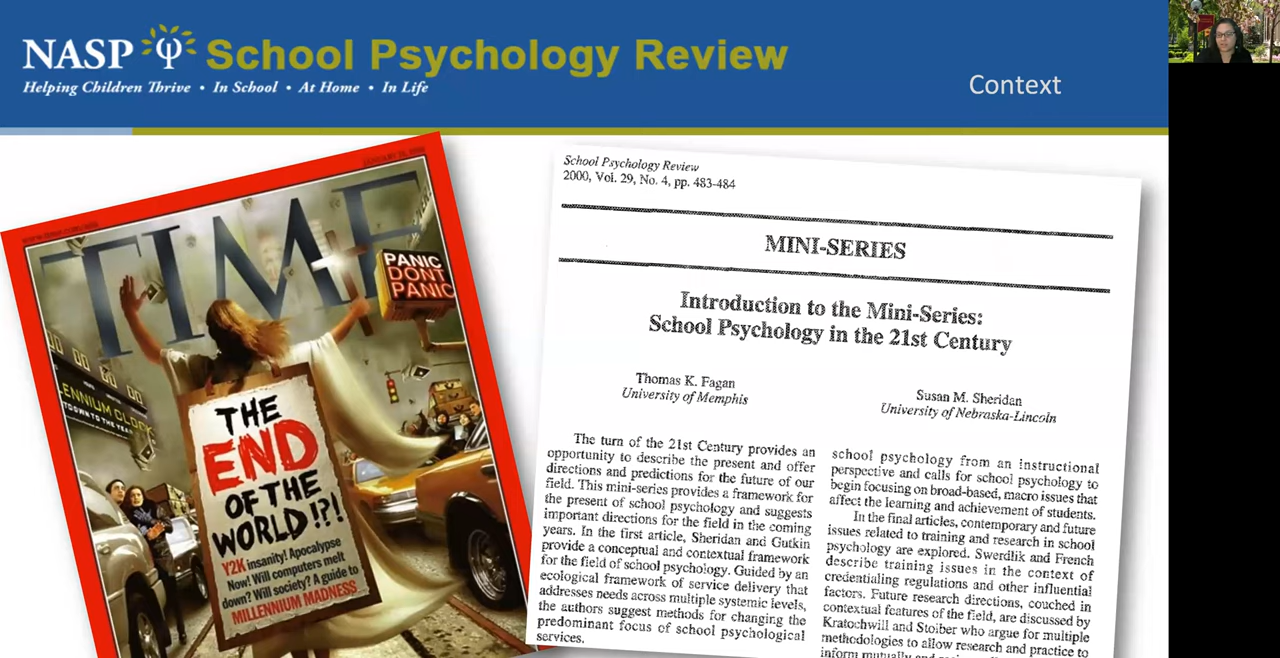 NASP School Psychology Review
Helping Children Thrive • In School • At Home • In Life
Context
TIME
PANIC
DONT
PANIC
ENNIUM CLOCK
TDOWN TO THE YEAR
THE
END
OF THE
WORLD!?!
Y2K insanity! Apocalypse
Now! Will computers melt
down? Will society? A guide to
MILLENNIUM MADNESS
School Psychology Review
2000, Vol. 29, No. 4, pp. 483-484
MINI-SERIES
Introduction to the Mini-Series:
School Psychology in the 21st Century
Thomas K. Fagan
University of Memphis
Susan M. Sheridan
University of Nebraska-Lincoln
The turn of the 21st Century provides an
opportunity to describe the present and offer
directions and predictions for the future of our
field. This mini-series provides a framework for
the present of school psychology and suggests
important directions for the field in the coming
years. In the first article, Sheridan and Gutkin
provide a conceptual and contextual framework
for the field of school psychology. Guided by an
ecological framework of service delivery that
addresses needs across multiple systemic levels,
the authors suggest methods for changing the
predominant focus of school psychological
services.
school psychology from an instructional
perspective and calls for school psychology to
begin focusing on broad-based, macro issues that
affect the learning and achievement of students.
In the final articles, contemporary and future
issues related to training and research in school
psychology are explored. Swerdlik and French
describe training issues in the context of
credentialing regulations and other influential
factors. Future research directions, couched in
contextual features of the field, are discussed by
Kratochwill and Stoiber who argue for multiple
methodologies to allow research and practice to
inform mutually and